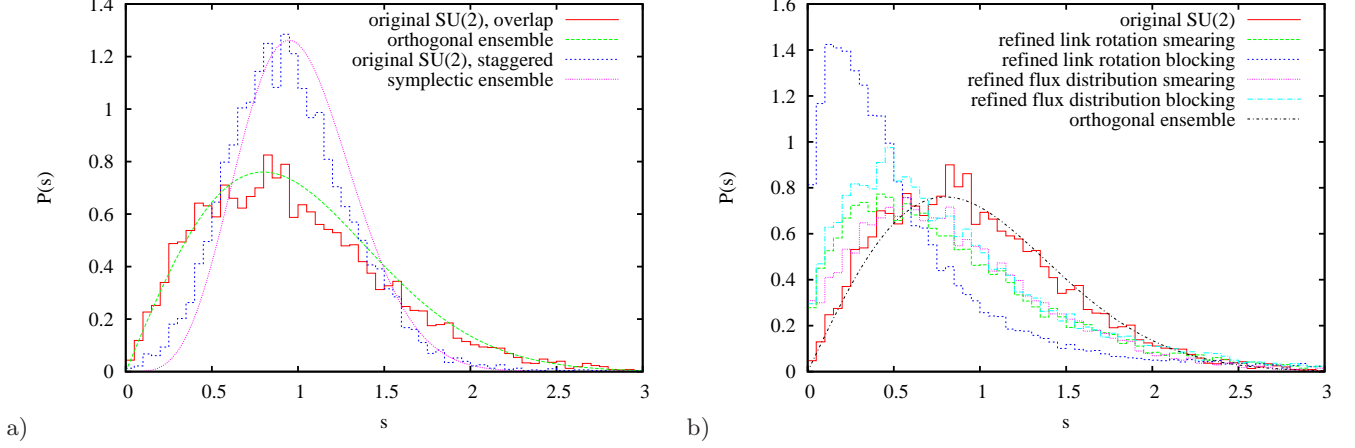 original SU(2), overlap
orthogonal ensemble
original SU(2), staggered
symplectic ensemble
P(s)
1.4
1.2
1
0.8
0.6
0.4
0.2
0
0 0.5 1 1.5 2 2.5 3
s
a)
original SU(2)
refined link rotation smearing
refined link rotation blocking
refined flux distribution smearing
refined flux distribution blocking
orthogonal ensemble
P(s)
1.6
1.4
1.2
1
0.8
0.6
0.4
0.2
0
0 0.5 1 1.5 2 2.5 3
s
b)